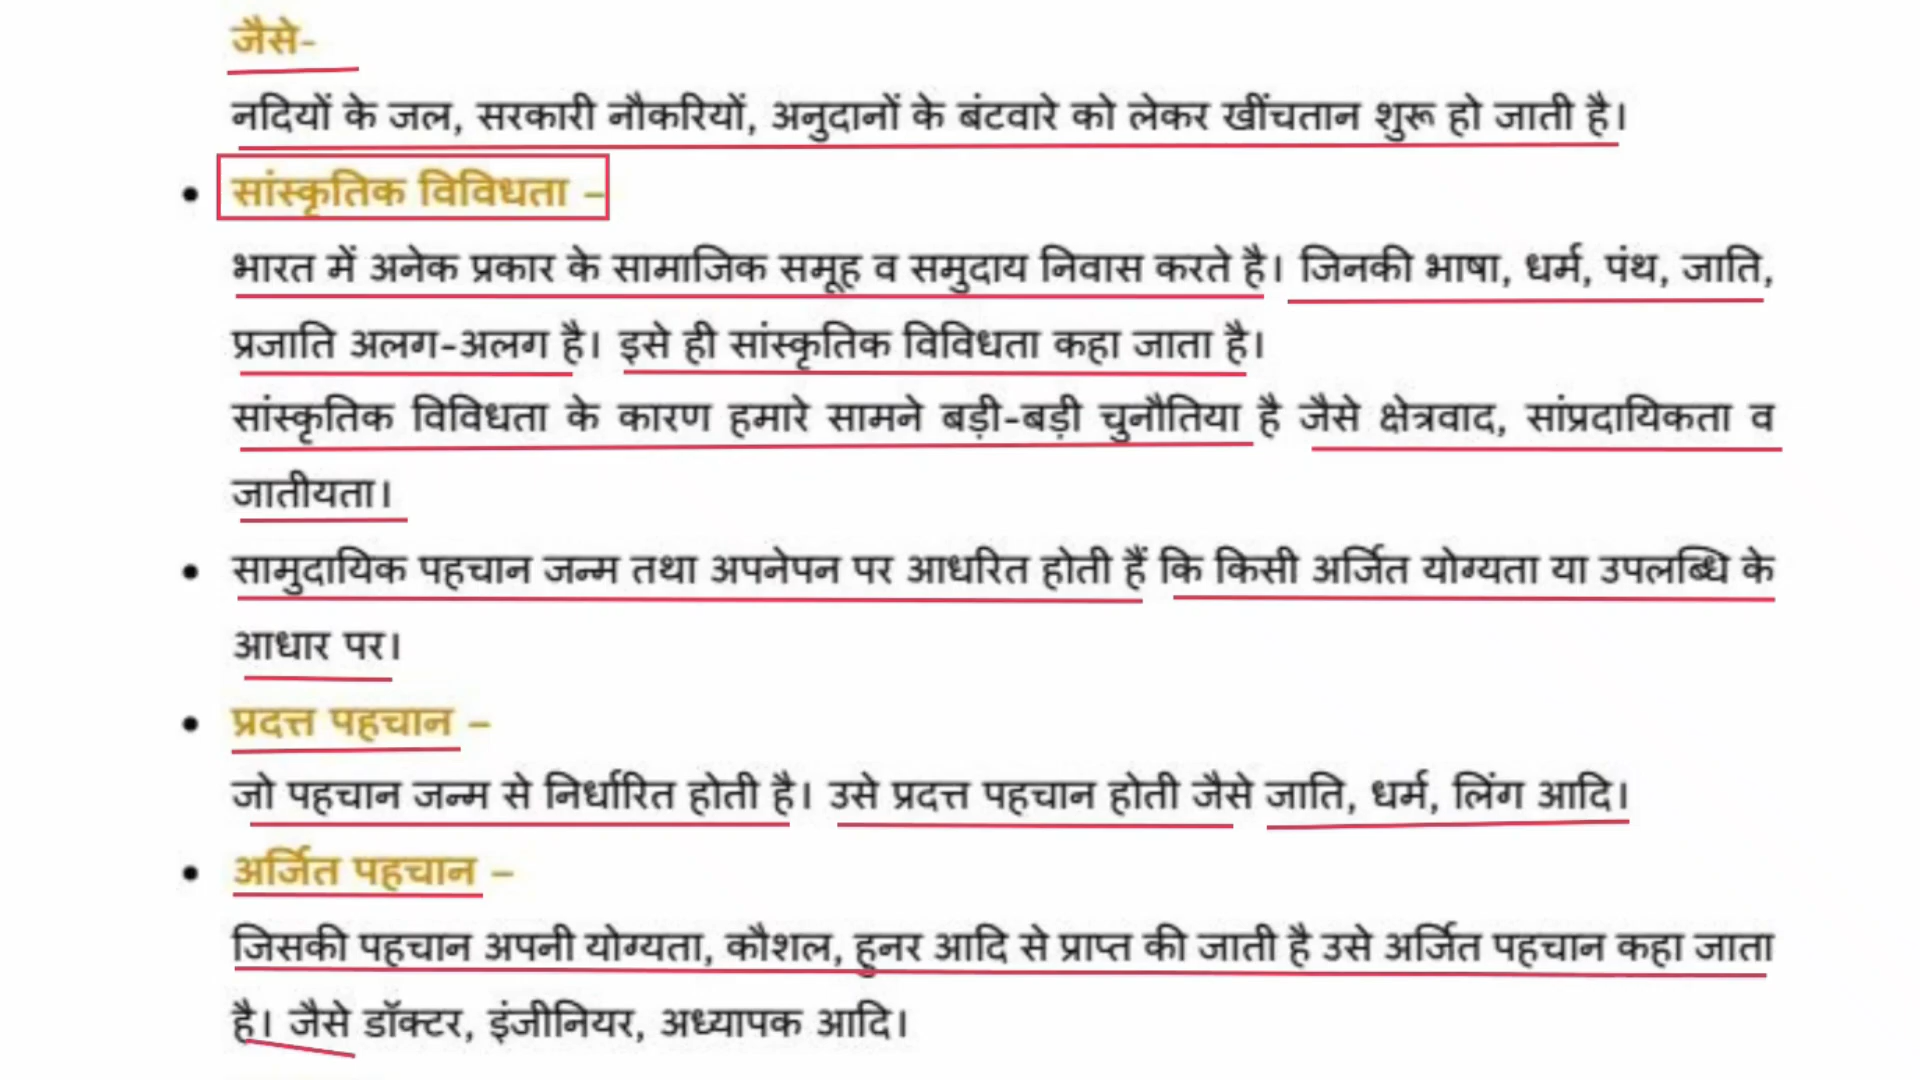 जैसे-
नदियों के जल, सरकारी नौकरियों, अनुदानों के बंटवारे को लेकर खींचतान शुरू हो जाती है।
• सांस्कृतिक विविधता –
भारत में अनेक प्रकार के सामाजिक समूह व समुदाय निवास करते है। जिनकी भाषा, धर्म, पंथ, जाति,
प्रजाति अलग-अलग है। इसे ही सांस्कृतिक विविधता कहा जाता है।
सांस्कृतिक विविधता के कारण हमारे सामने बड़ी-बड़ी चुनौतिया है जैसे क्षेत्रवाद, सांप्रदायिकता व
जातीयता।
• सामुदायिक पहचान जन्म तथा अपनेपन पर आधरित होती हैं कि किसी अर्जित योग्यता या उपलब्धि के
आधार पर।
• प्रदत्त पहचान –
जो पहचान जन्म से निर्धारित होती है। उसे प्रदत्त पहचान होती जैसे जाति, धर्म, लिंग आदि।
• अर्जित पहचान –
जिसकी पहचान अपनी योग्यता, कौशल, हुनर आदि से प्राप्त की जाती है उसे अर्जित पहचान कहा जाता
है। जैसे डॉक्टर, इंजीनियर, अध्यापक आदि।